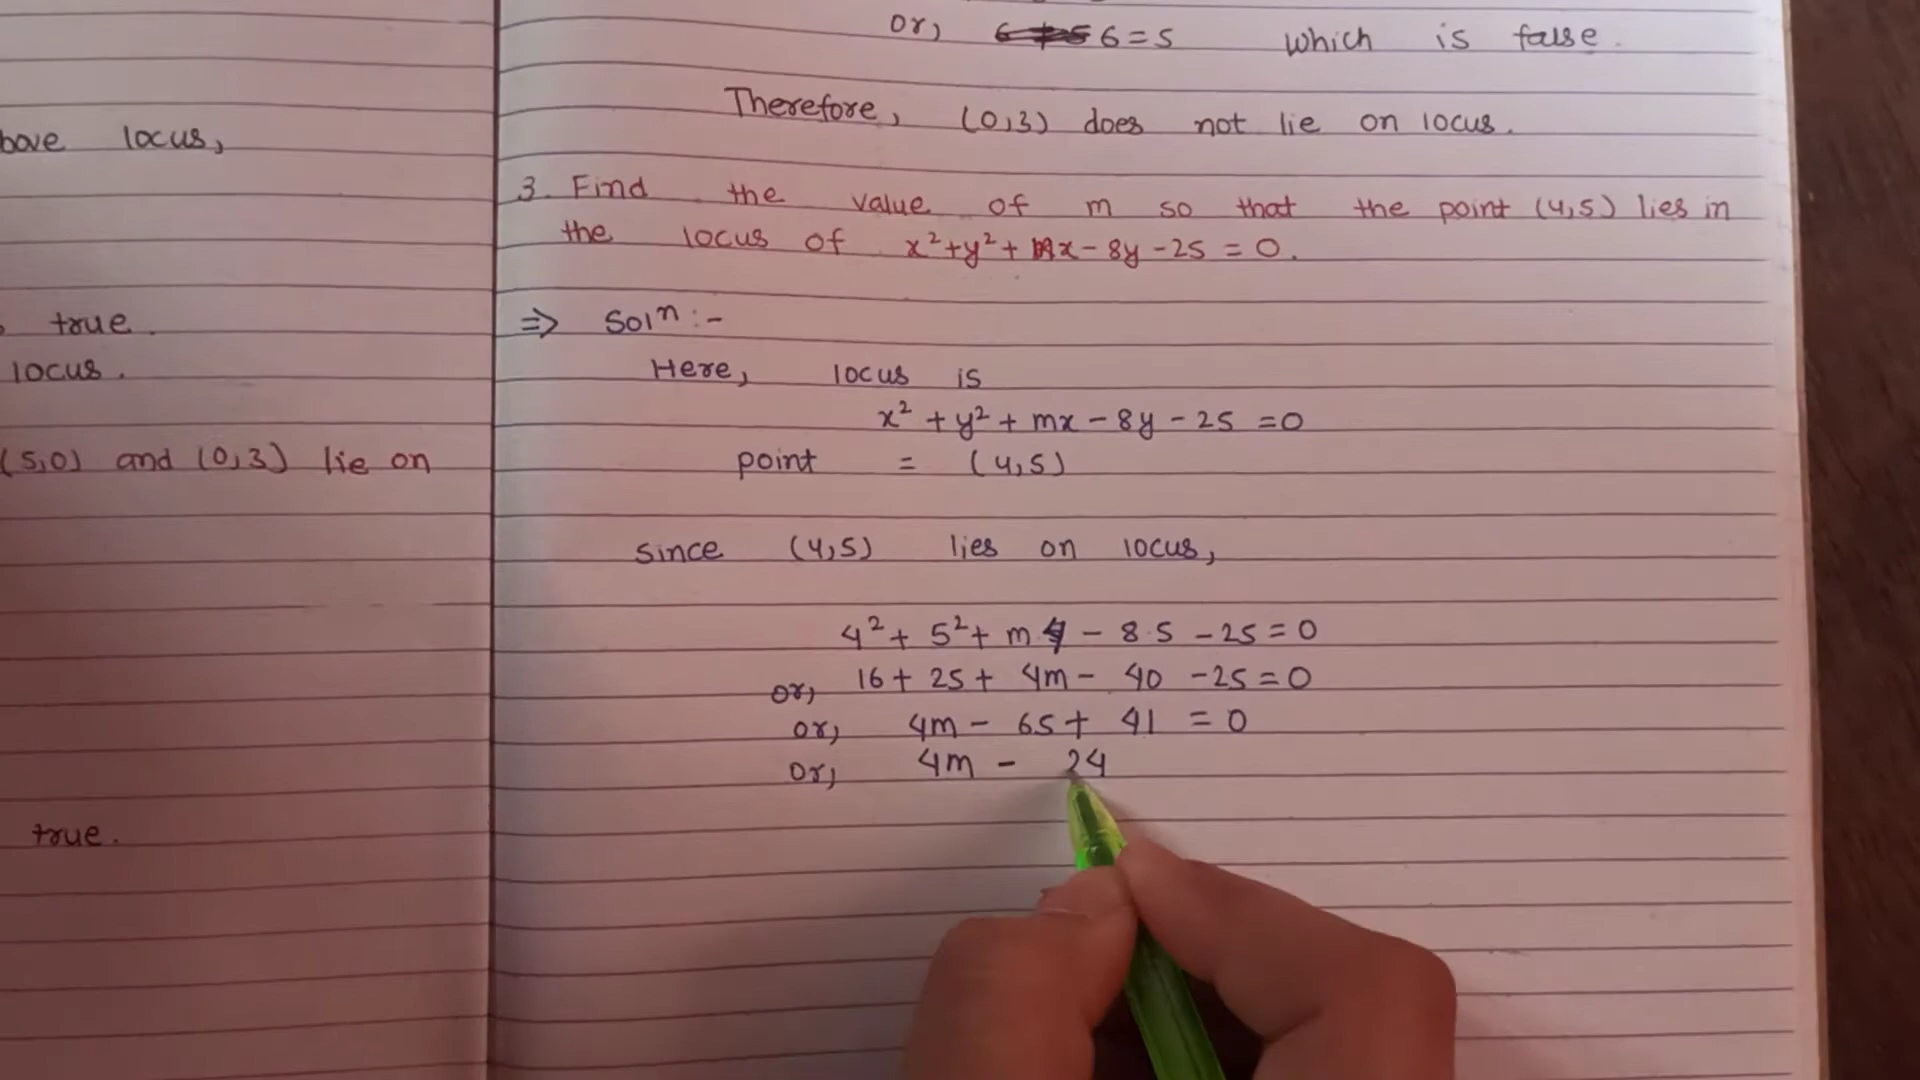 bove locus,
true.
locus.
(5,0) and (0,3) lie on
true.
or, 6=5 which is false.
Therefore, (0,3) does not lie on locus.
3. Find the value of m so that the point (4,5) lies in
the locus of x²+y²+mx-8y-25=0.
⇒ Solⁿ:-
Here, locus is
x²+y²+mx-8y-25=0
point = (4,5)
since (4,5) lies on locus,
4²+5²+m.4-8.5-25=0
or, 16+25+4m-40-25=0
or, 4m-65+41=0
or, 4m-24